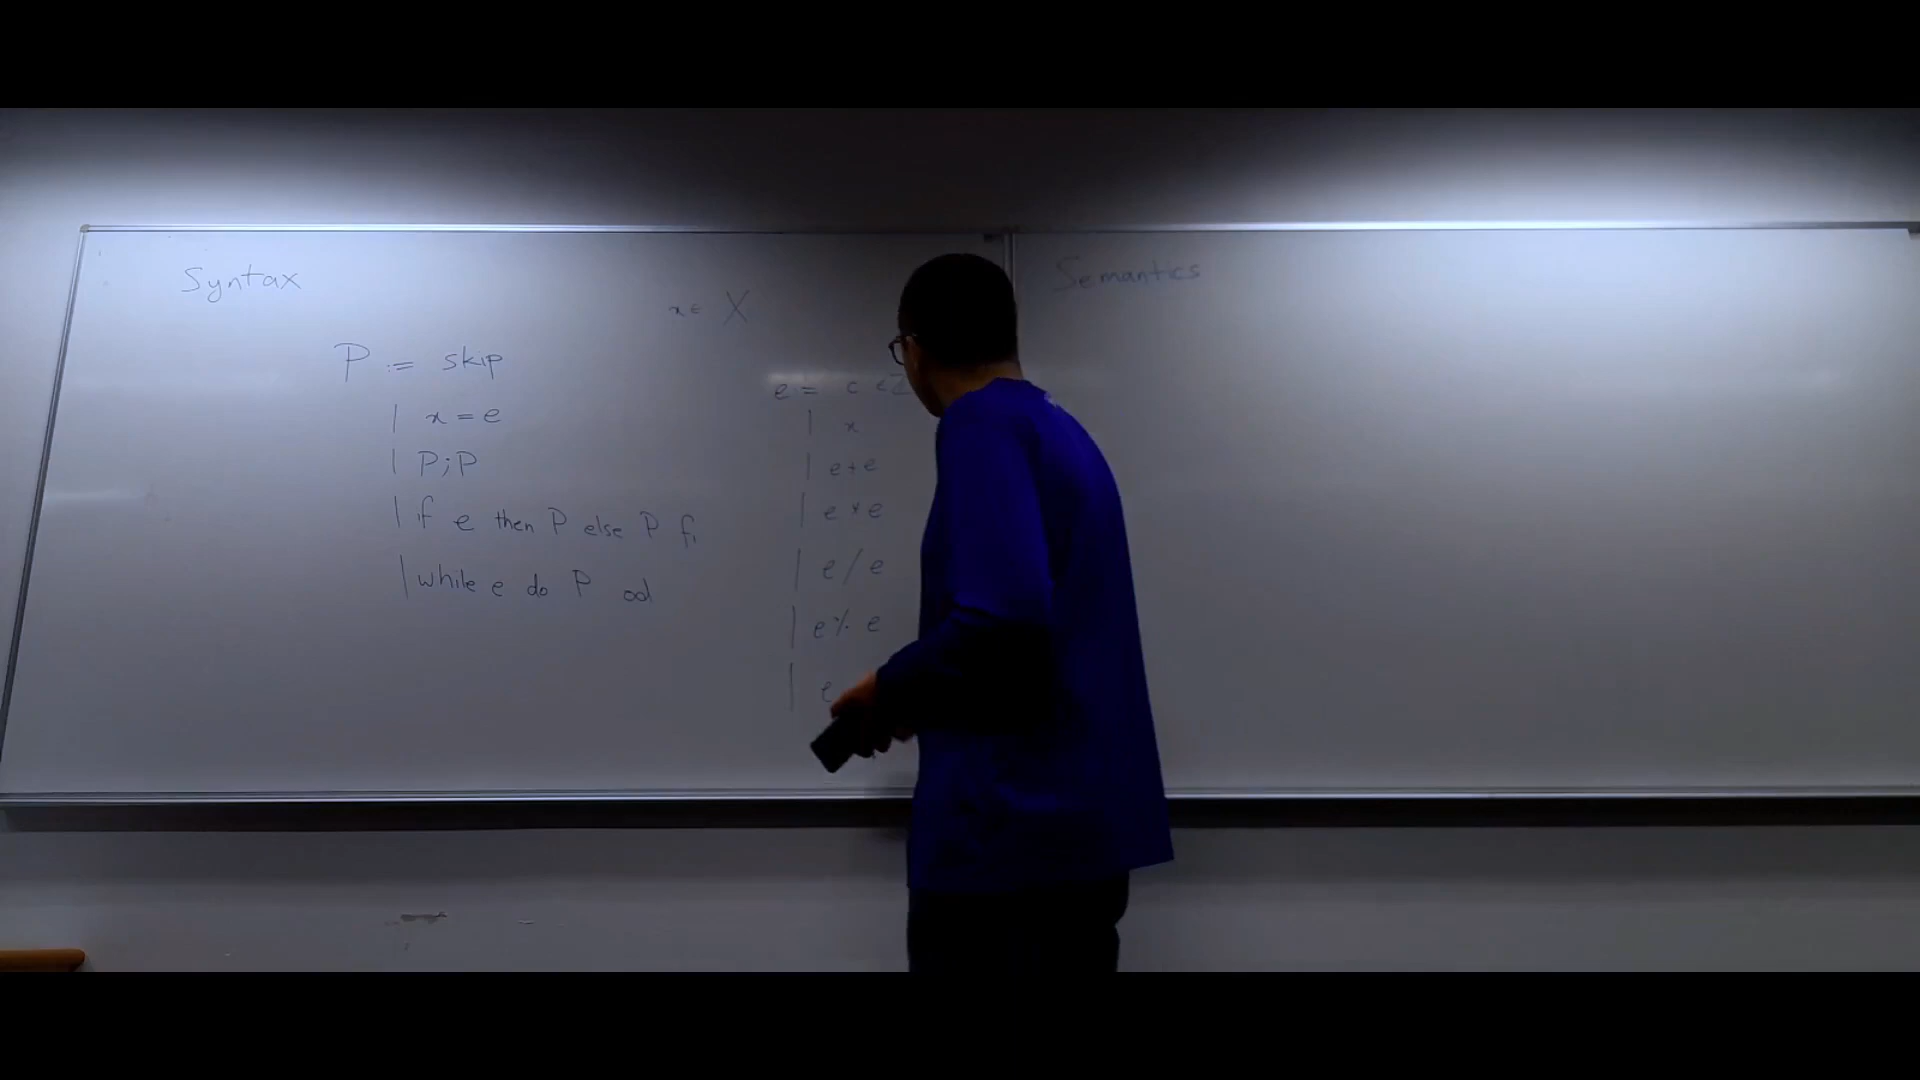 Syntax
x ∈ X
P := skip
| x = e
| P;P
| if e then P else P fi
| while e do P od
e := c ∈ Z
| x
| e + e
| e * e
| e / e
| e % e
| e
Semantics